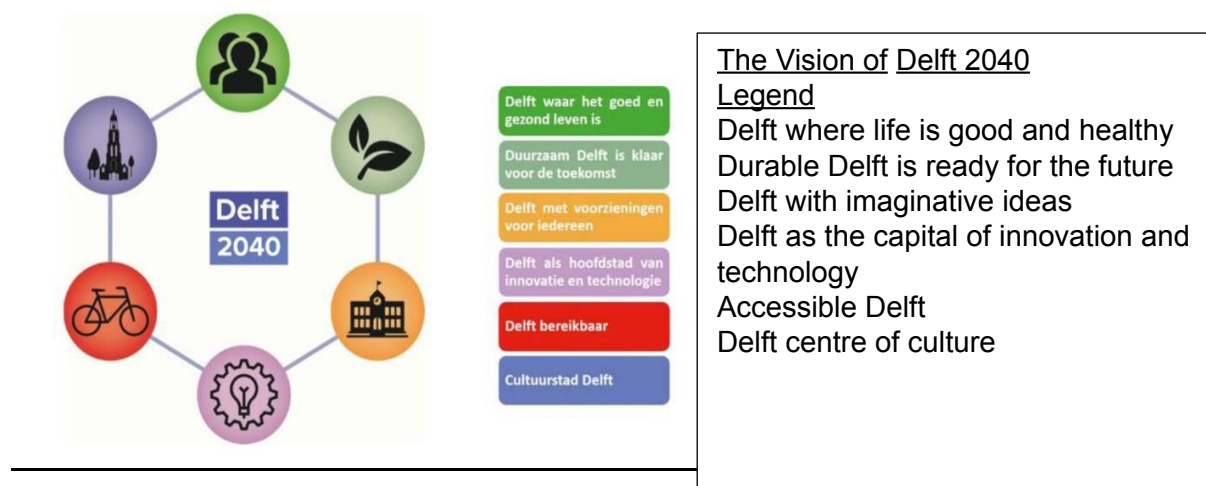 Delft
2040
Delft waar het goed en
gezond leven is
Duurzaam Delft is klaar
voor de toekomst
Delft met voorzieningen
voor iedereen
Delft als hoofdstad van
innovatie en technologie
Delft bereikbaar
Cultuurstad Delft
The Vision of Delft 2040
Legend
Delft where life is good and healthy
Durable Delft is ready for the future
Delft with imaginative ideas
Delft as the capital of innovation and
technology
Accessible Delft
Delft centre of culture